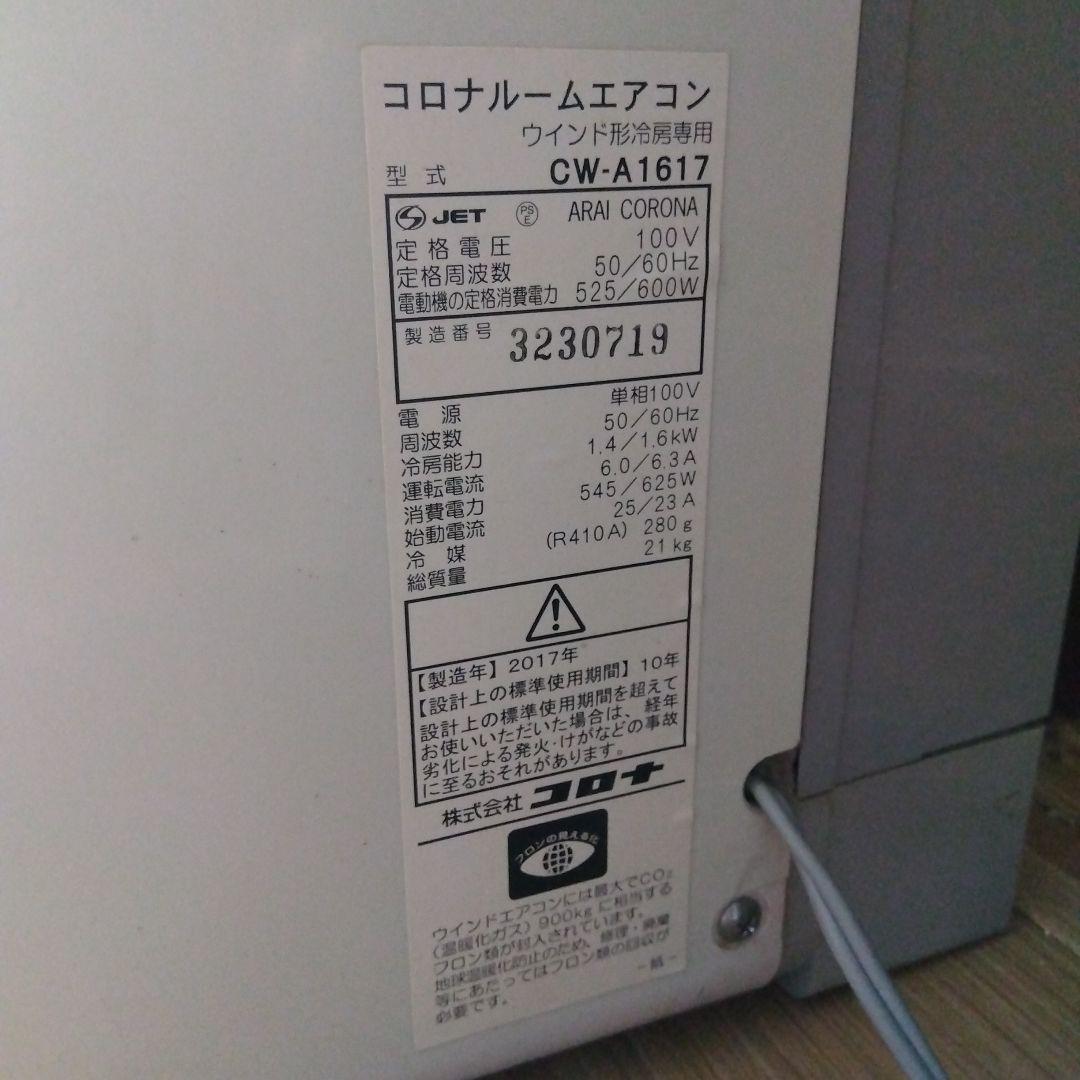 コロナルームエアコン
ウインド形冷房専用
型式 CW-A1617
JET PSE ARAI CORONA
定格電圧 100V
定格周波数 50/60Hz
電動機の定格消費電力 525/600W
製造番号 3230719
電源 単相100V
周波数 50/60Hz
冷房能力 1.4/1.6kW
運転電流 6.0/6.3A
消費電力 545/625W
始動電流 25/23A
冷媒 (R410A) 280g
総質量 21kg
【製造年】2017年
【設計上の標準使用期間】10年
設計上の標準使用期間を超えて
お使いいただいた場合は、経年
劣化による発火・けがなどの事故
に至るおそれがあります。
株式会社 コロナ
フロンの見える化
ウインドエアコンには最大でCO₂
(温暖化ガス) 900kgに相当する
フロン類が封入されています。
地球温暖化防止のため、修理・廃棄
等にあたってはフロン類の回収が
必要です。
-紙-